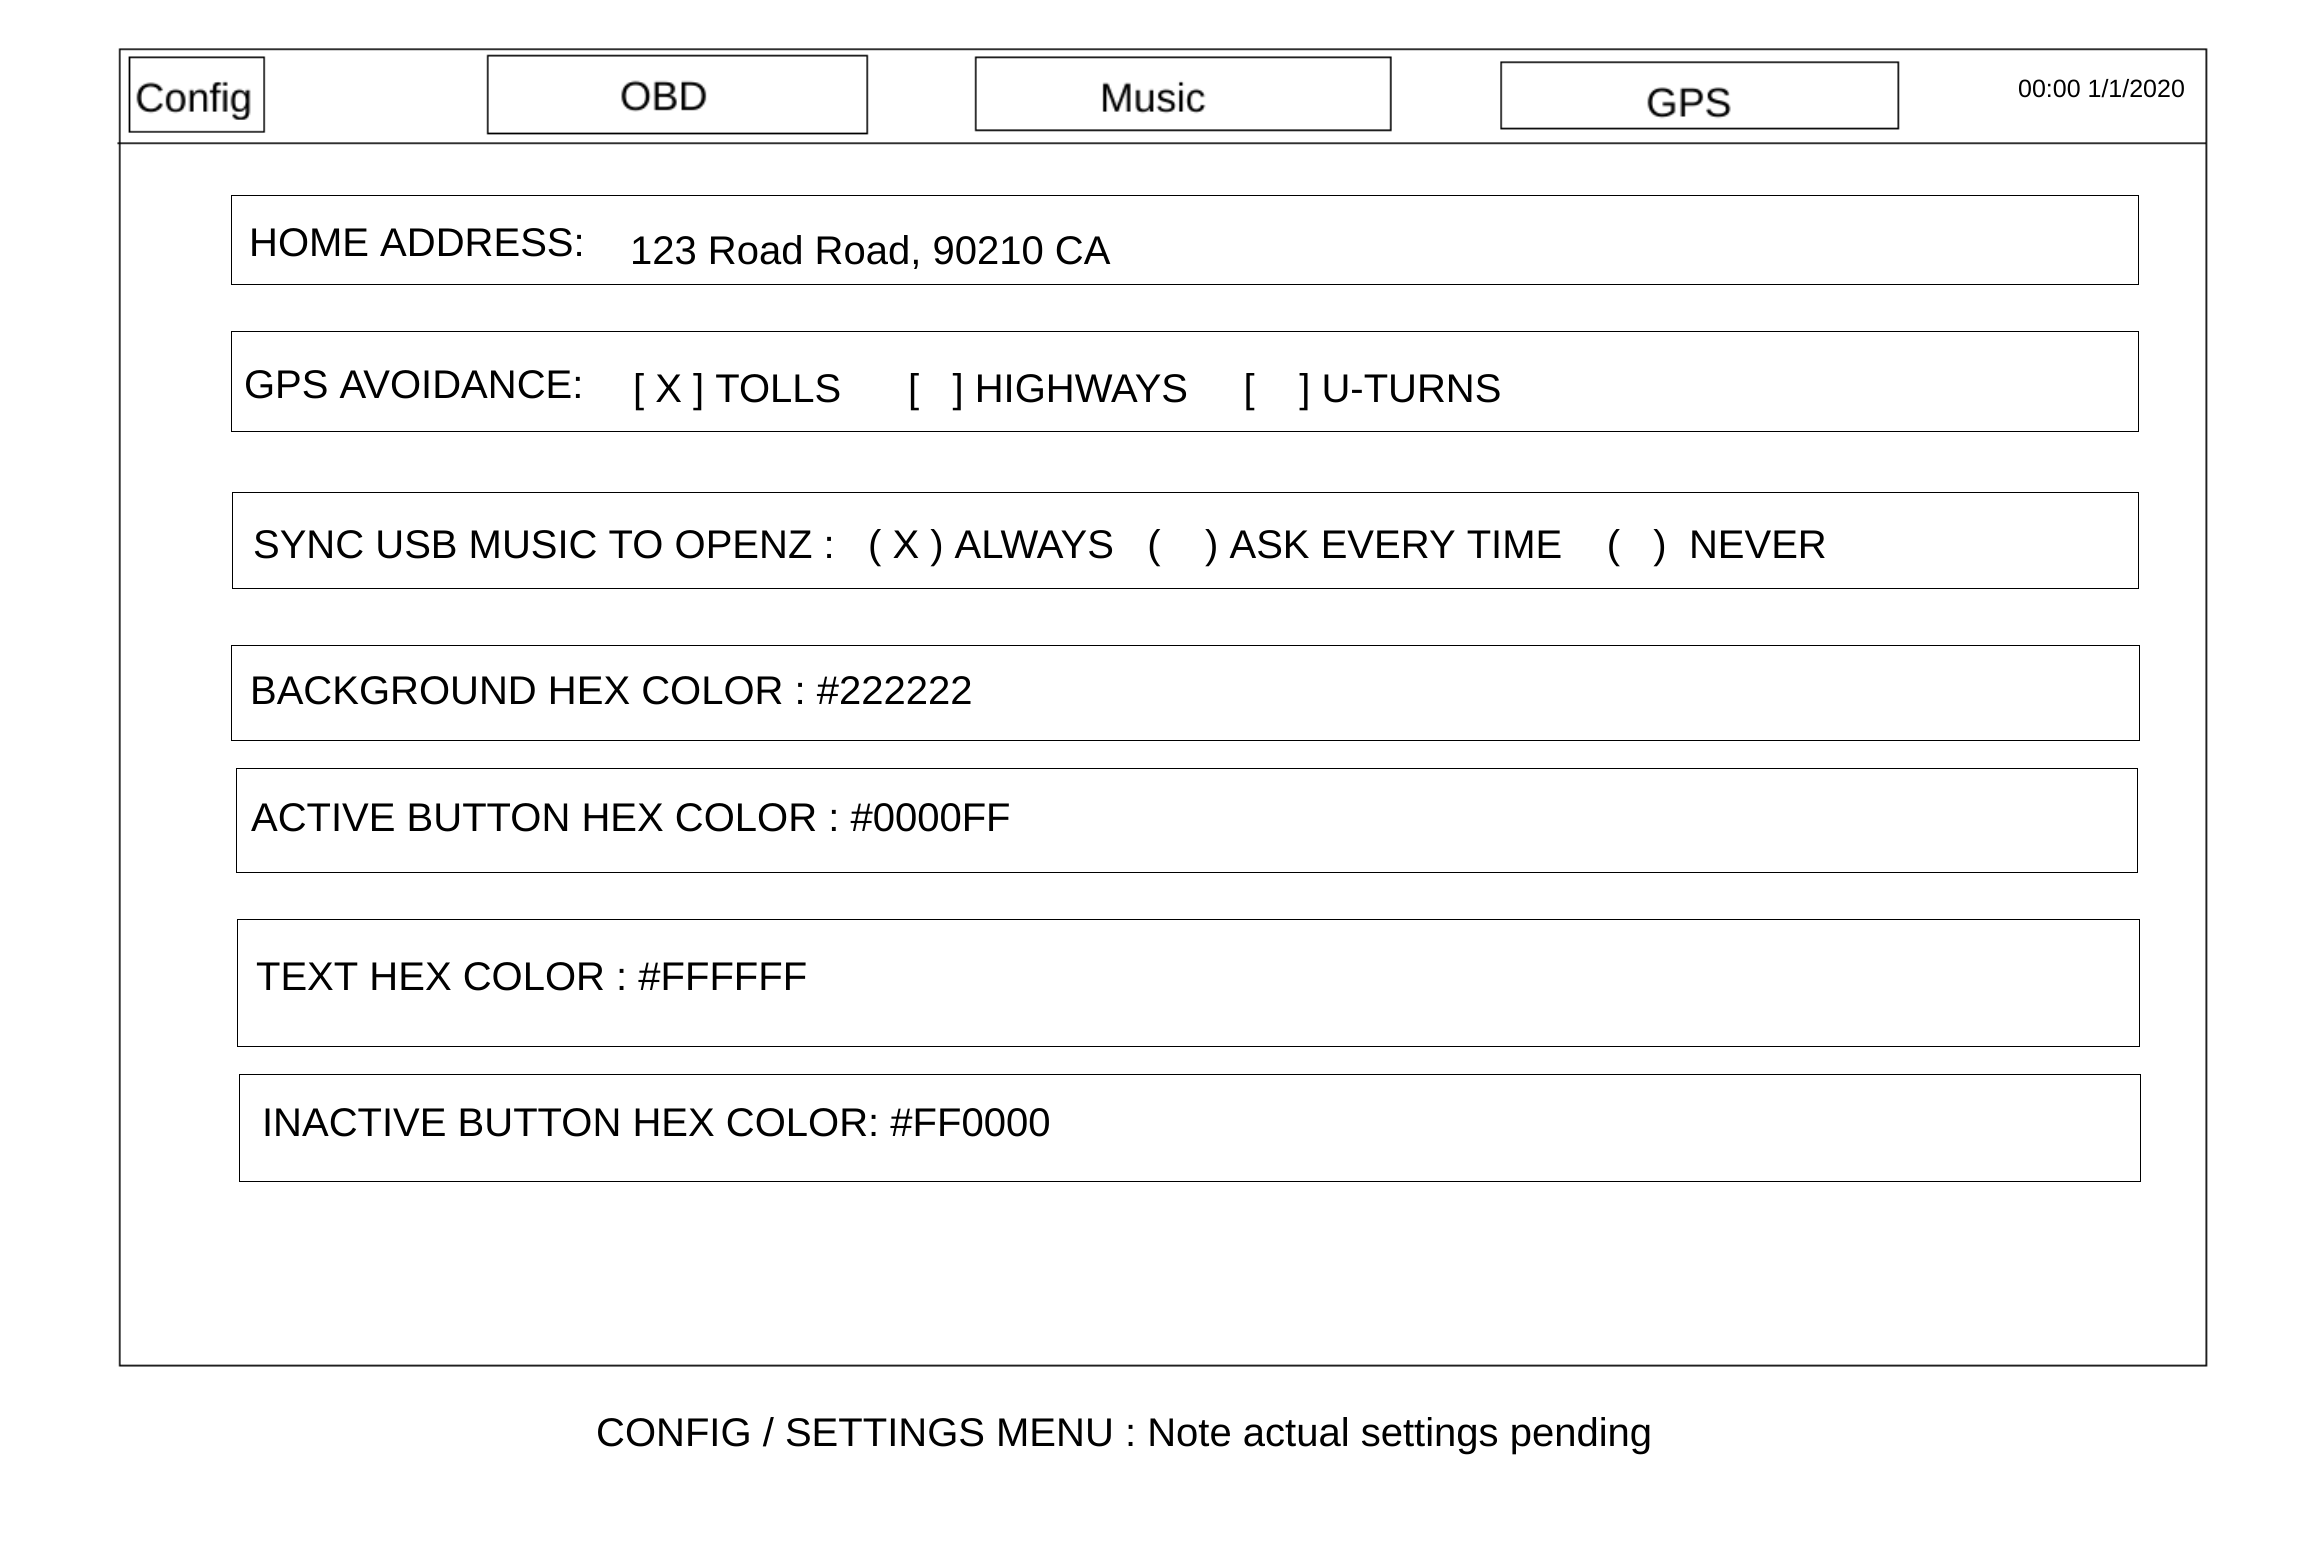 Config OBD Music GPS 00:00 1/1/2020
HOME ADDRESS: 123 Road Road, 90210 CA
GPS AVOIDANCE: [ X ] TOLLS [ ] HIGHWAYS [ ] U-TURNS
SYNC USB MUSIC TO OPENZ : ( X ) ALWAYS ( ) ASK EVERY TIME ( ) NEVER
BACKGROUND HEX COLOR : #222222
ACTIVE BUTTON HEX COLOR : #0000FF
TEXT HEX COLOR : #FFFFFF
INACTIVE BUTTON HEX COLOR: #FF0000
CONFIG / SETTINGS MENU : Note actual settings pending